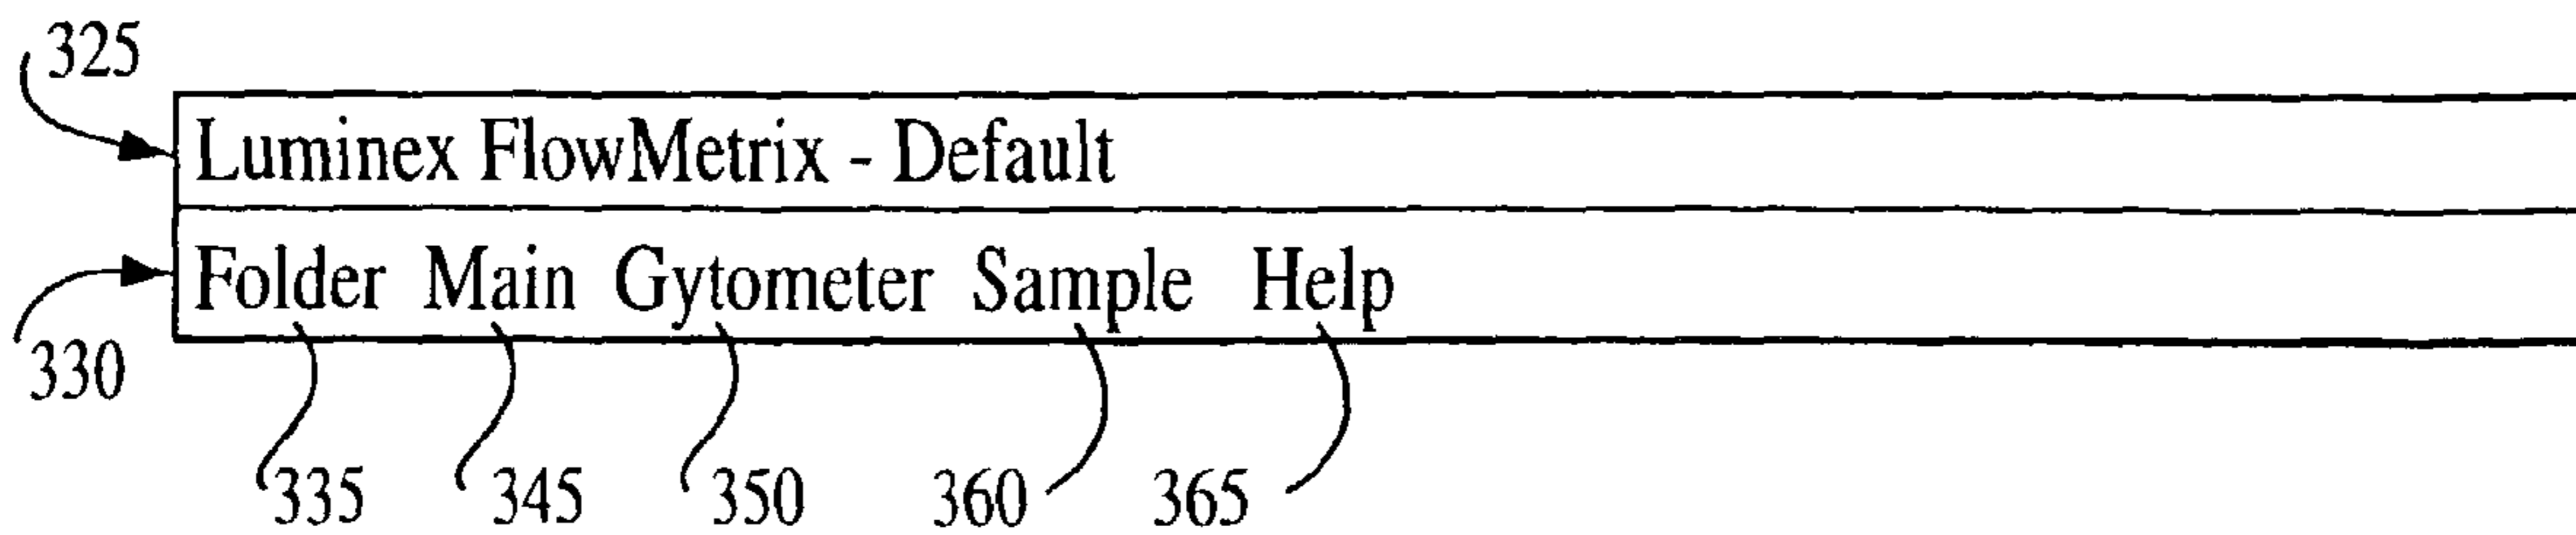 325
Luminex FlowMetrix - Default
Folder Main Gytometer Sample Help
330
335 345 350 360 365